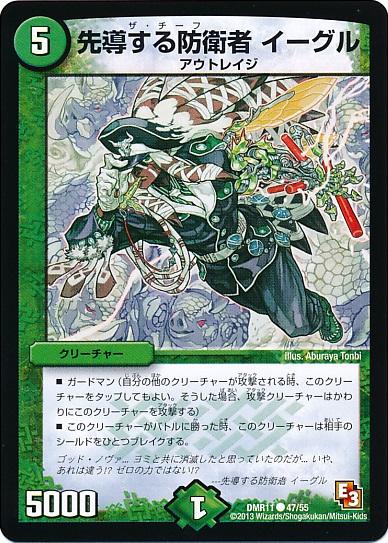 5
ザ・チーフ
先導する防衛者 イーグル
アウトレイジ
Illus. Aburaya Tonbi
クリーチャー
■ ガードマン（自分の他のクリーチャーが攻撃される時、このクリ
ーチャーをタップしてもよい。そうした場合、攻撃クリーチャーはかわ
りにこのクリーチャーを攻撃する）
■ このクリーチャーがバトルに勝った時、このクリーチャーは相手の
シールドをひとつブレイクする。
ゴッド・ノヴァ… ヨミと共に消滅したと思っていたのだが… いや、
あれは違う!? ゼロの力ではない!?
---先導する防衛者 イーグル
5000
1
E3
DMR11 ● 47/55
©2013 Wizards/Shogakukan/Mitsui-Kids